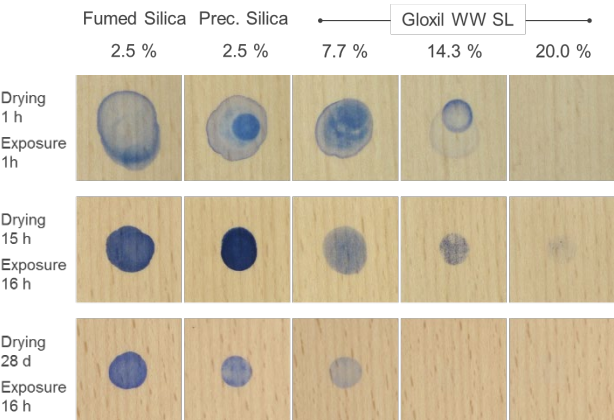 Fumed Silica Prec. Silica Gloxil WW SL
2.5 % 2.5 % 7.7 % 14.3 % 20.0 %
Drying
1 h
Exposure
1h
Drying
15 h
Exposure
16 h
Drying
28 d
Exposure
16 h